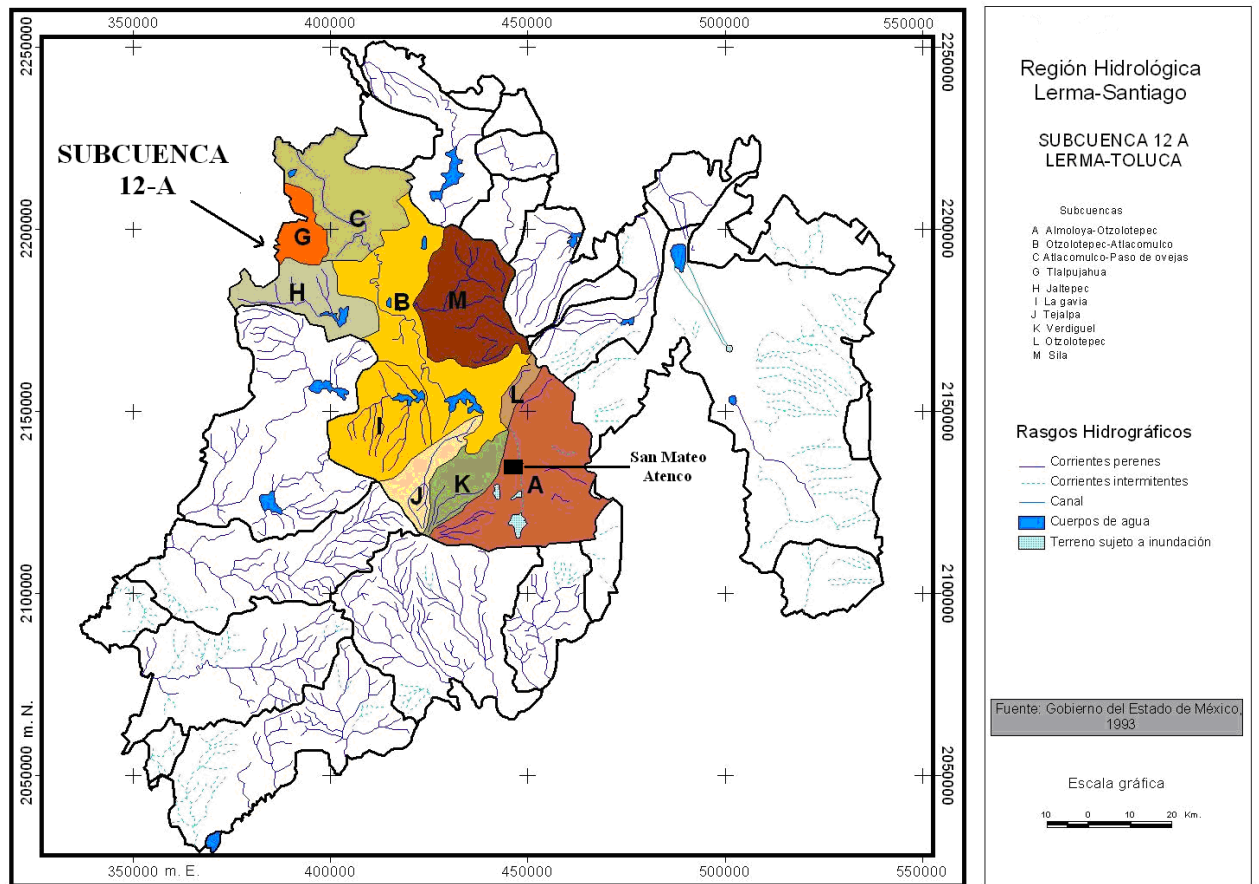 350000 400000 450000 500000 550000
2250000
2250000
SUBCUENCA
12-A
2200000
2200000
C
G
H
B
M
2150000
2150000
L
I
San Mateo
Atenco
K
J
A
2100000
2100000
2050000 m. N.
2050000
350000 m. E. 400000 450000 500000 550000
Región Hidrológica
Lerma-Santiago
SUBCUENCA 12 A
LERMA-TOLUCA
Subcuencas
A Almoloya-Otzolotepec
B Otzolotepec-Atlacomulco
C Atlacomulco-Paso de ovejas
G Tlalpujahua
H Jaltepec
I La gavia
J Tejalpa
K Verdiguel
L Otzolotepec
M Sila
Rasgos Hidrográficos
Corrientes perenes
Corrientes intermitentes
Canal
Cuerpos de agua
Terreno sujeto a inundación
Fuente: Gobierno del Estado de México,
1993
Escala gráfica
10 0 10 20 Km.